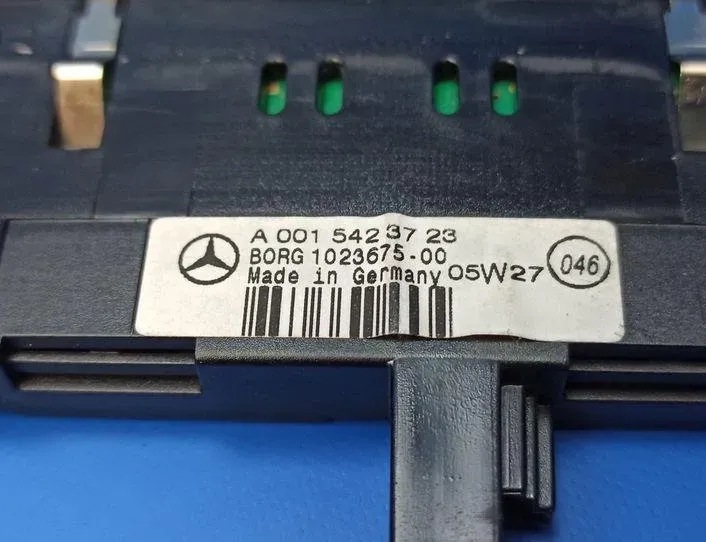 A 001 542 37 23
BORG 1023675-00
Made in Germany 05W27
046